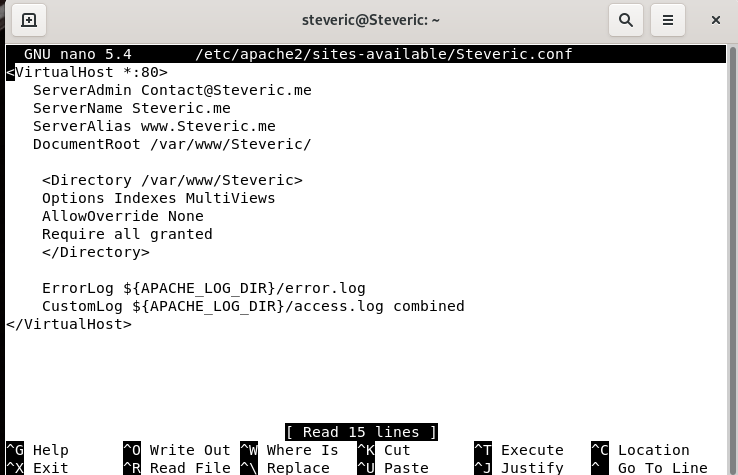 steveric@Steveric: ~
GNU nano 5.4 /etc/apache2/sites-available/Steveric.conf
<VirtualHost *:80>
ServerAdmin Contact@Steveric.me
ServerName Steveric.me
ServerAlias www.Steveric.me
DocumentRoot /var/www/Steveric/
<Directory /var/www/Steveric>
Options Indexes MultiViews
AllowOverride None
Require all granted
</Directory>
ErrorLog ${APACHE_LOG_DIR}/error.log
CustomLog ${APACHE_LOG_DIR}/access.log combined
</VirtualHost>
[ Read 15 lines ]
^G Help ^O Write Out ^W Where Is ^K Cut ^T Execute ^C Location
^X Exit ^R Read File ^\ Replace ^U Paste ^J Justify ^_ Go To Line